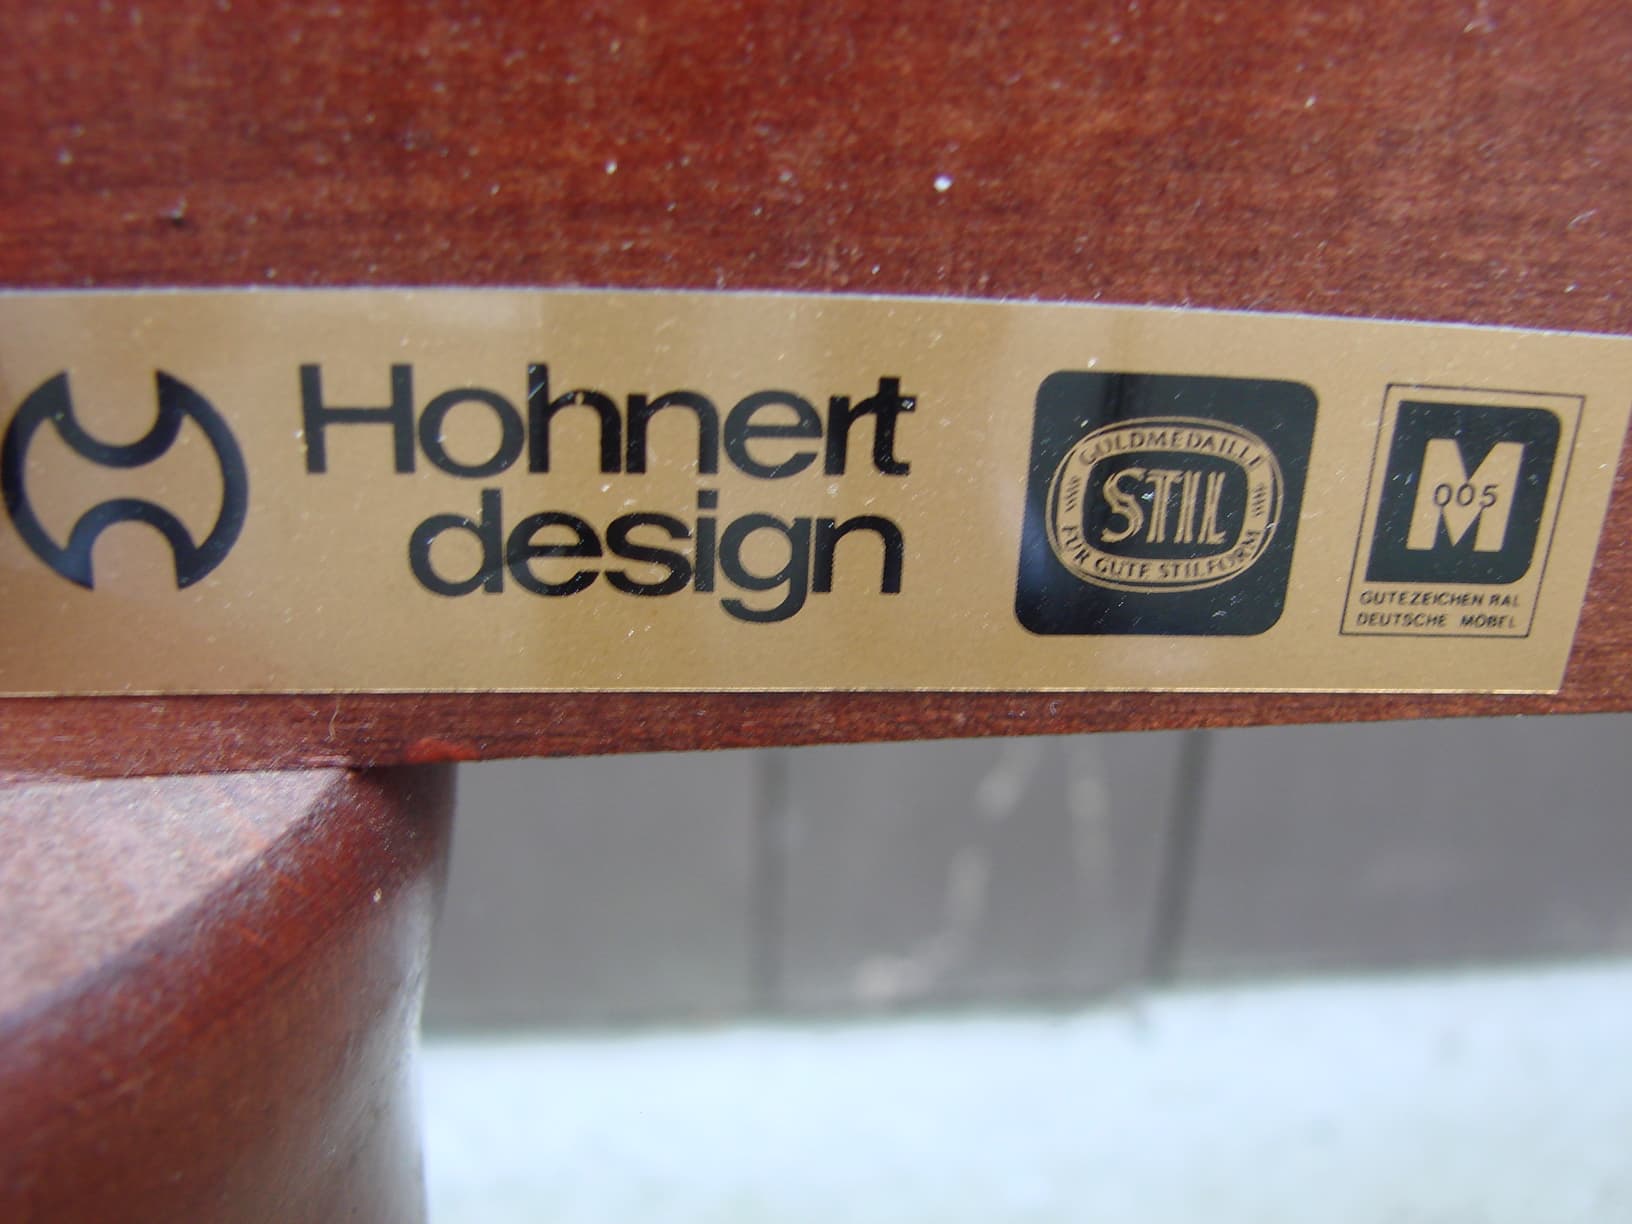 Hohnert
design
GOLDMEDAILLE
STIL
FÜR GUTE STILFORM
M
005
GUTEZEICHEN RAL
DEUTSCHE MÖBEL